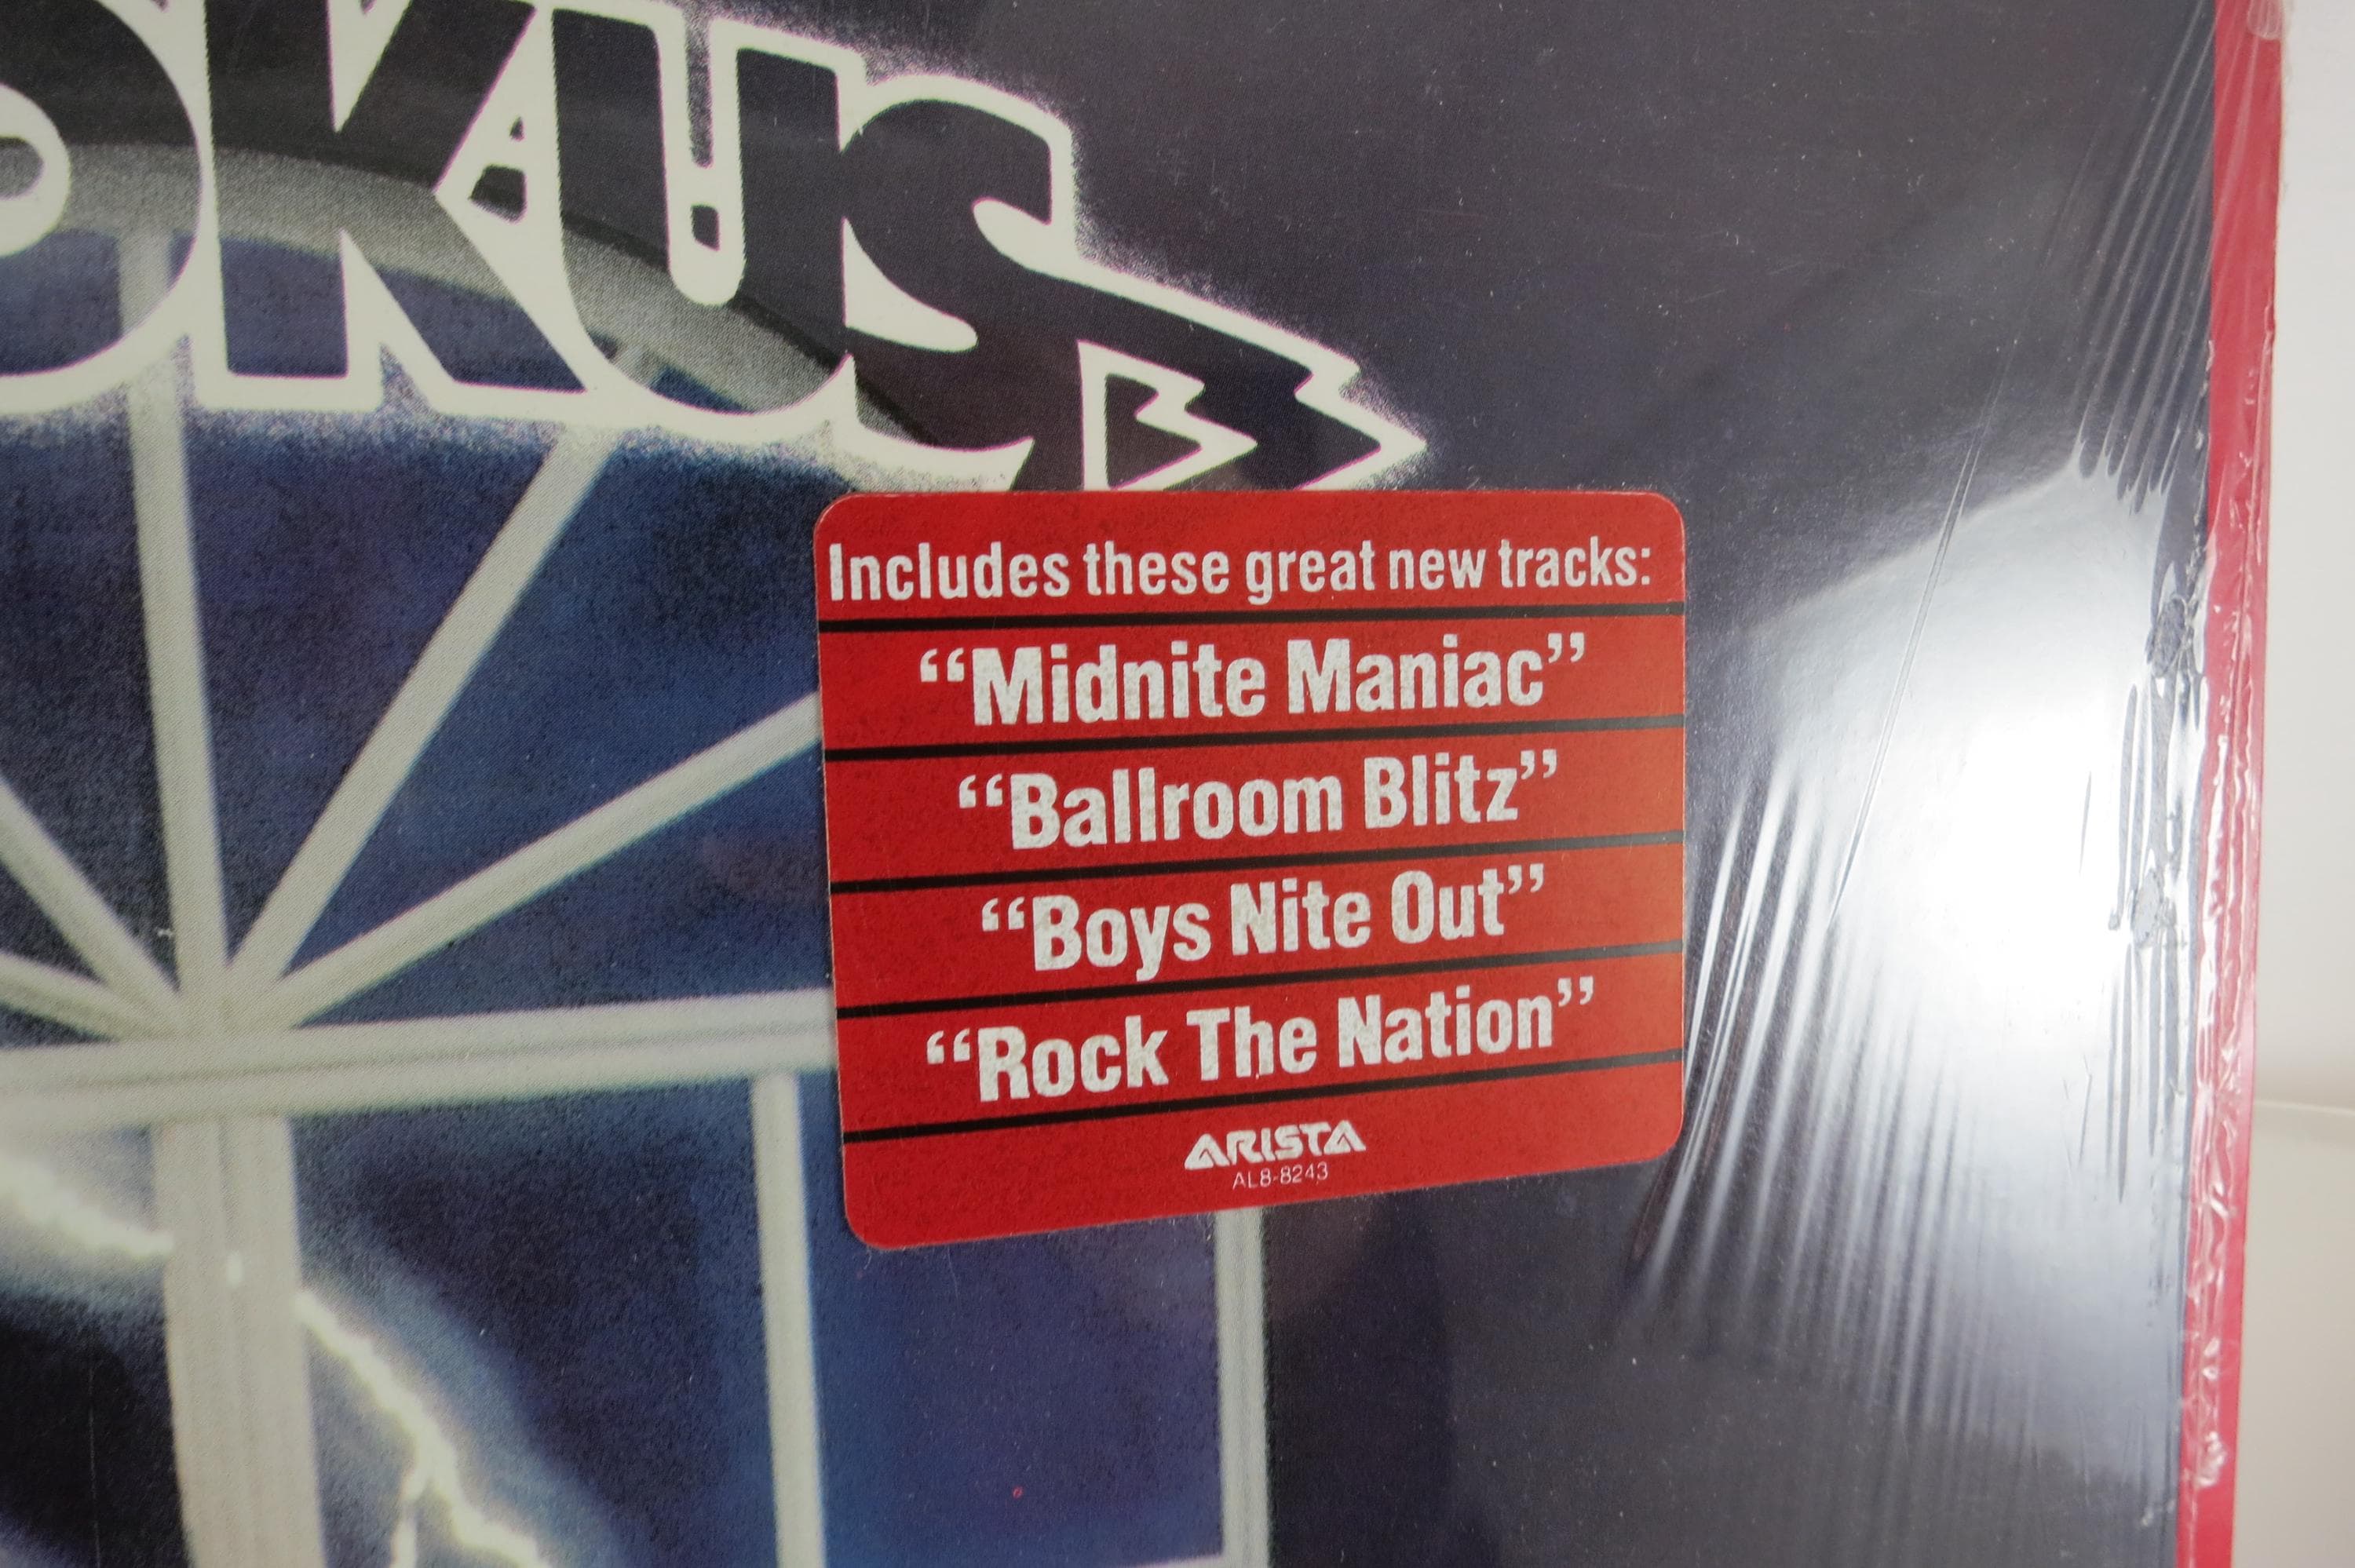 OKUS
Includes these great new tracks:
“Midnite Maniac”
“Ballroom Blitz”
“Boys Nite Out”
“Rock The Nation”
ARISTA
AL8-8243